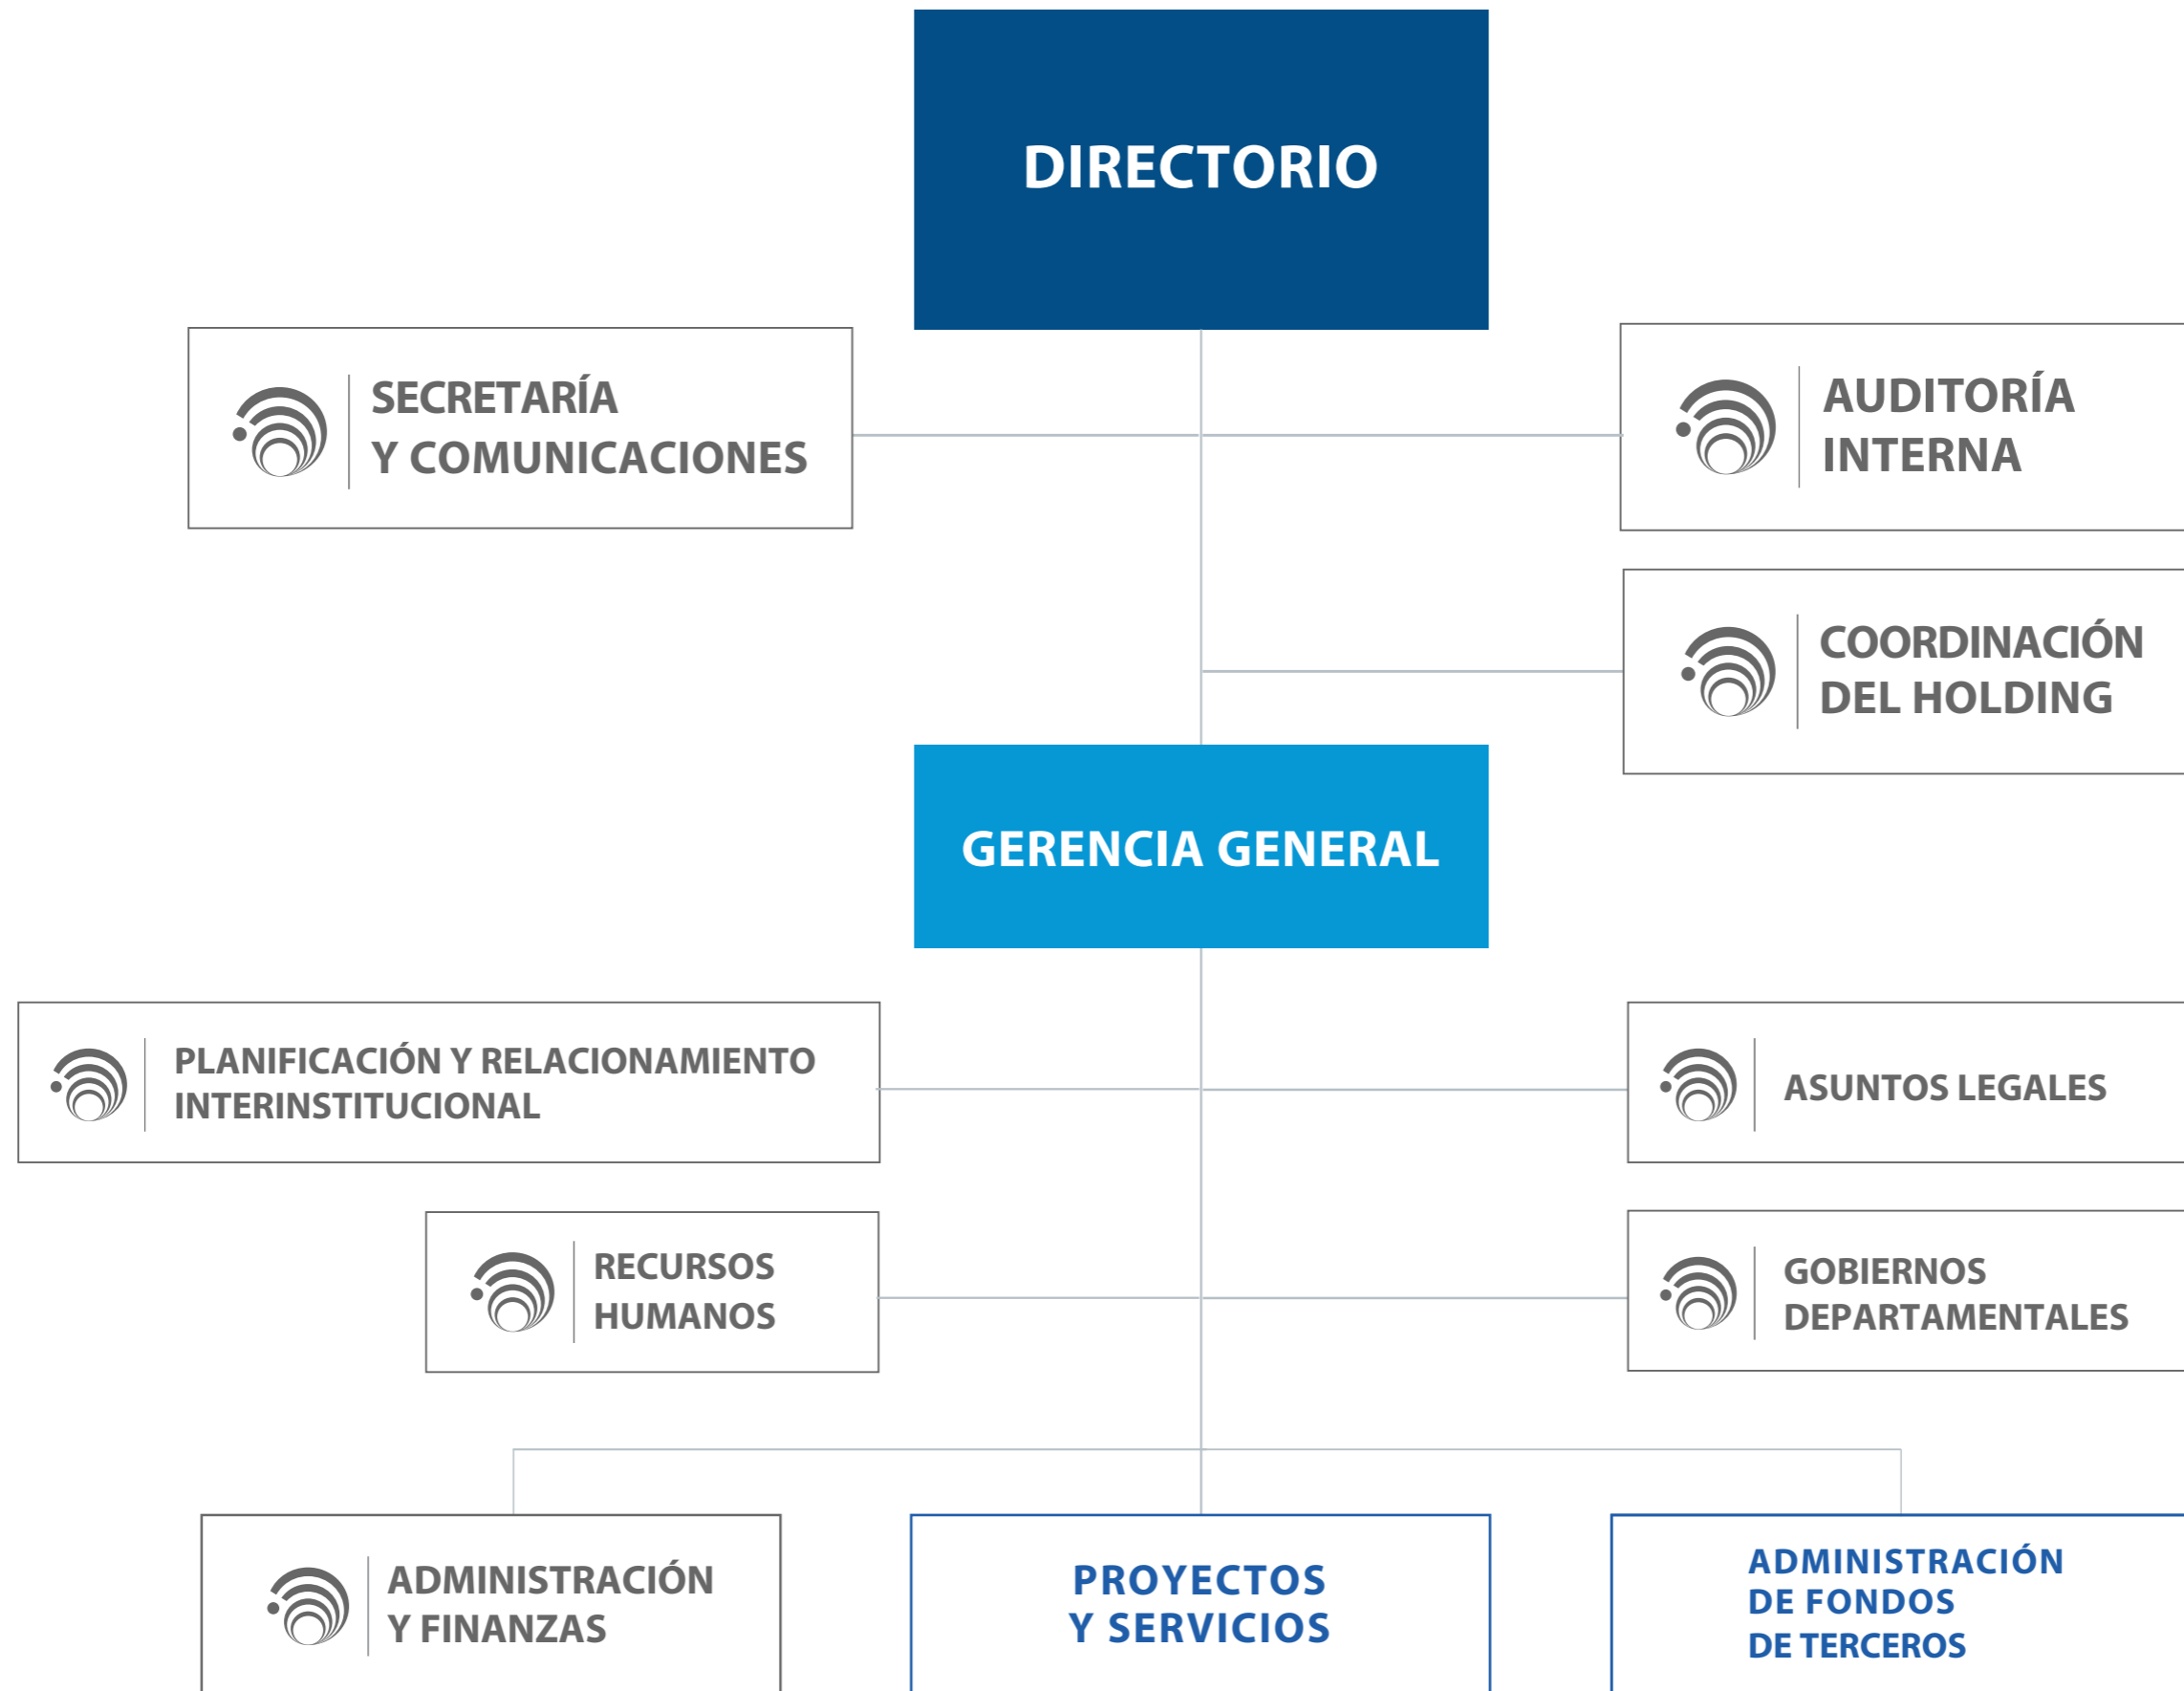 DIRECTORIO
SECRETARÍA
Y COMUNICACIONES
AUDITORÍA
INTERNA
COORDINACIÓN
DEL HOLDING
GERENCIA GENERAL
PLANIFICACIÓN Y RELACIONAMIENTO
INTERINSTITUCIONAL
ASUNTOS LEGALES
RECURSOS
HUMANOS
GOBIERNOS
DEPARTAMENTALES
ADMINISTRACIÓN
Y FINANZAS
PROYECTOS
Y SERVICIOS
ADMINISTRACIÓN
DE FONDOS
DE TERCEROS